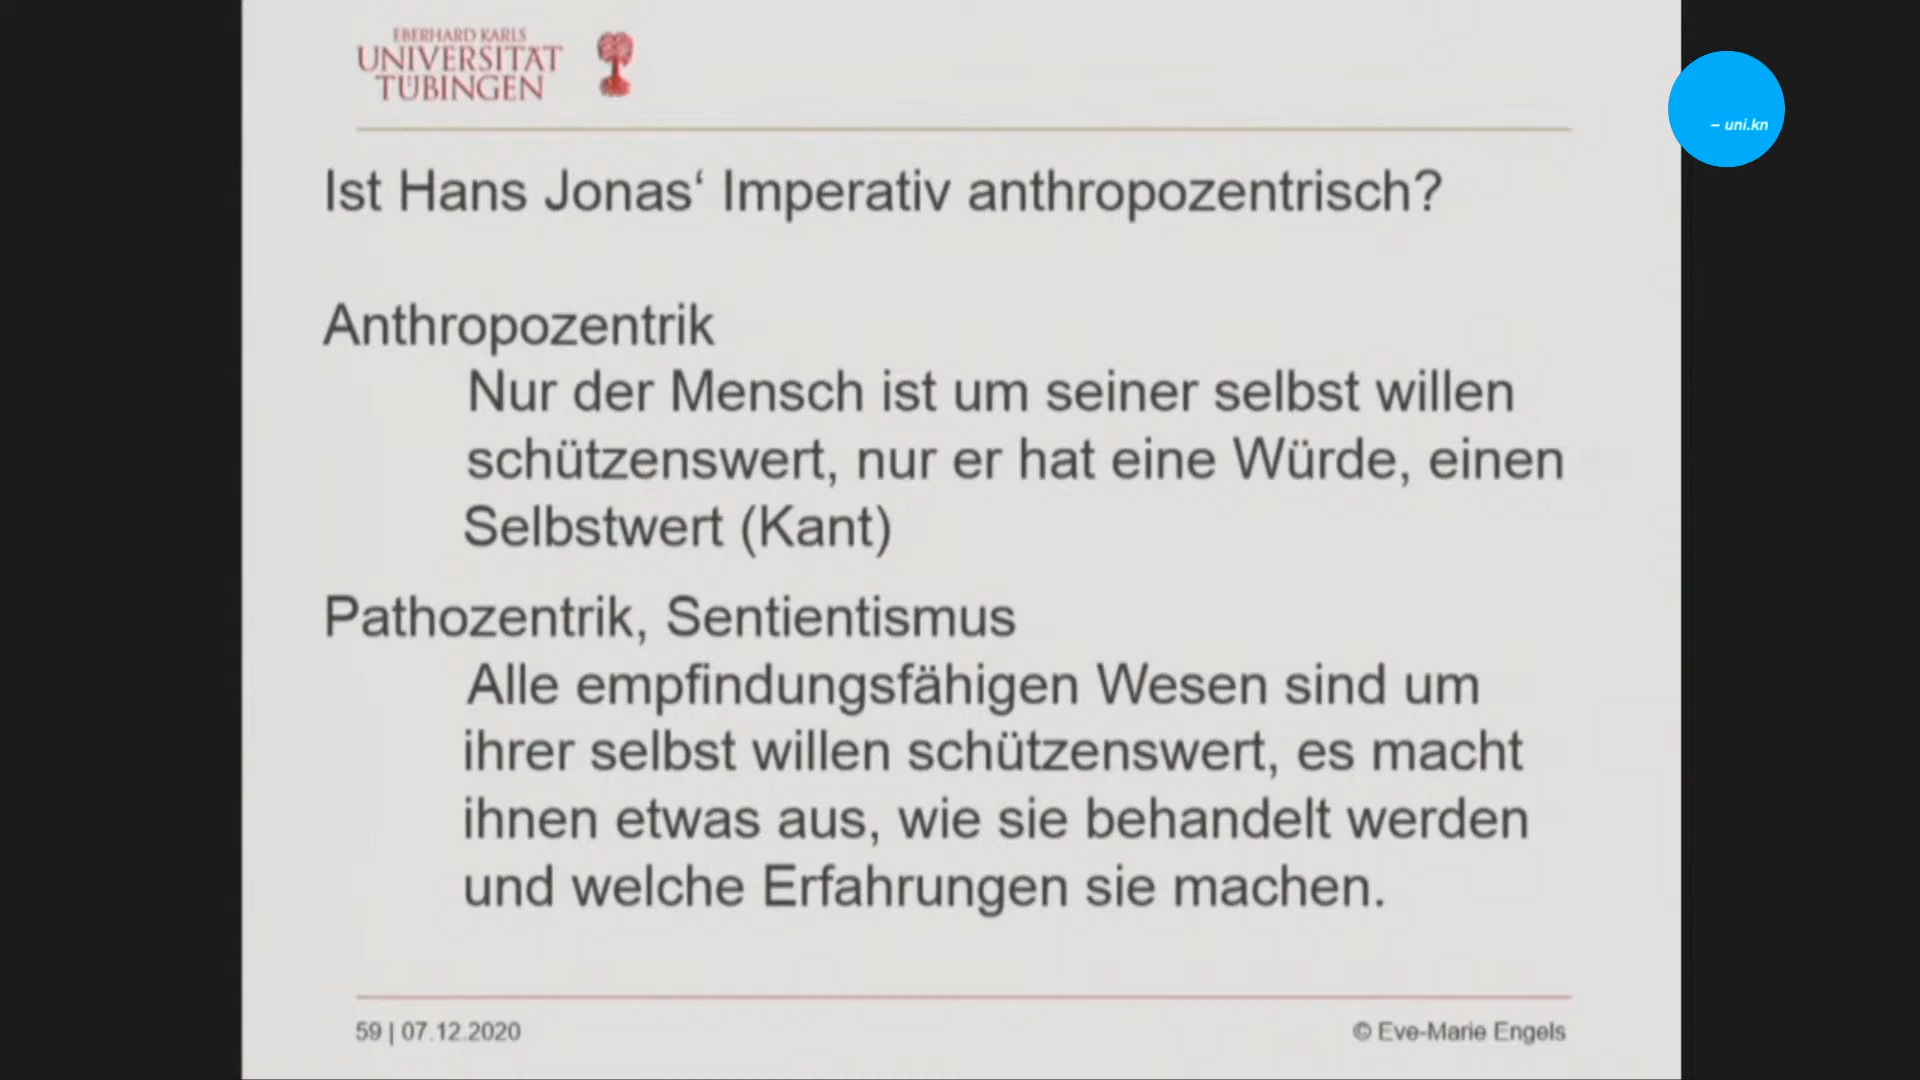 EBERHARD KARLS
UNIVERSITÄT
TÜBINGEN
– uni.kn
Ist Hans Jonas‘ Imperativ anthropozentrisch?
Anthropozentrik
Nur der Mensch ist um seiner selbst willen
schützenswert, nur er hat eine Würde, einen
Selbstwert (Kant)
Pathozentrik, Sentientismus
Alle empfindungsfähigen Wesen sind um
ihrer selbst willen schützenswert, es macht
ihnen etwas aus, wie sie behandelt werden
und welche Erfahrungen sie machen.
59 | 07.12.2020
© Eve-Marie Engels